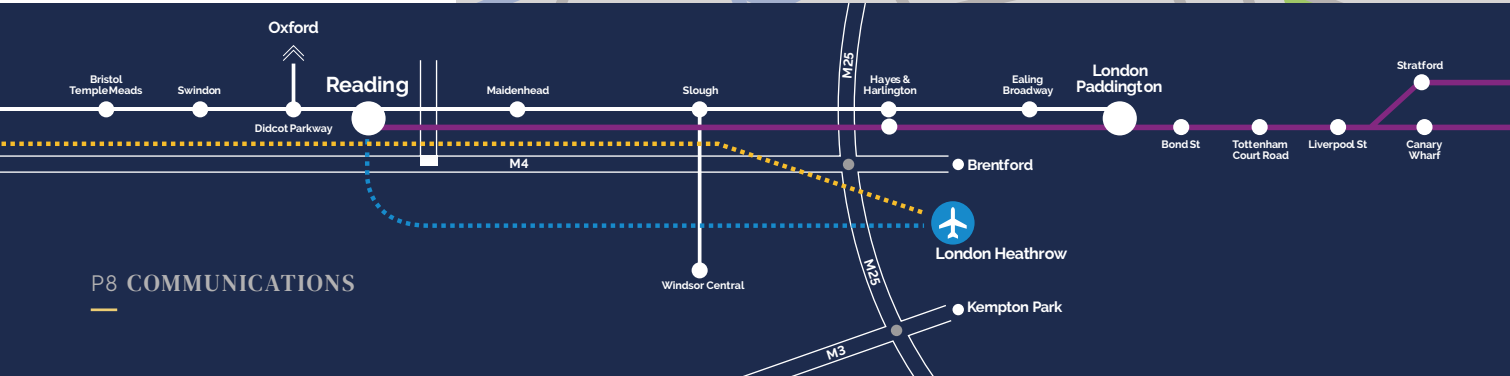 Oxford
Bristol
Temple Meads
Swindon
Didcot Parkway
Reading
Maidenhead
Slough
M25
Hayes &
Harlington
Ealing
Broadway
London
Paddington
Stratford
Bond St
Tottenham
Court Road
Liverpool St
Canary
Wharf
M4
Brentford
London Heathrow
M25
Windsor Central
P8 COMMUNICATIONS
Kempton Park
M3